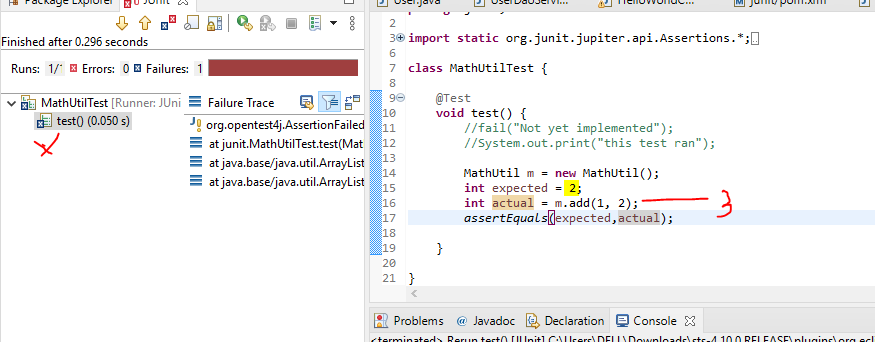 Package Explorer JUnit
Finished after 0.296 seconds
Runs: 1/1 Errors: 0 Failures: 1
MathUtilTest [Runner: JUni
test() (0.050 s)
Failure Trace
org.opentest4j.AssertionFailed
at junit.MathUtilTest.test(Mat
at java.base/java.util.ArrayList
at java.base/java.util.ArrayList
User.java UserDaoServ... HelloWorldC... junit/pom.xml
2
3 import static org.junit.jupiter.api.Assertions.*;
6
7 class MathUtilTest {
8
9 @Test
10 void test() {
11 //fail("Not yet implemented");
12 //System.out.print("this test ran");
13
14 MathUtil m = new MathUtil();
15 int expected = 2;
16 int actual = m.add(1, 2); 3
17 assertEquals(expected,actual);
18
19 }
20
21 }
Problems Javadoc Declaration Console
<terminated> Rerun test() [JUnit] C:\Users\DELL\Downloads\sts-4.10.0.RELEASE\plugins\org.ecl